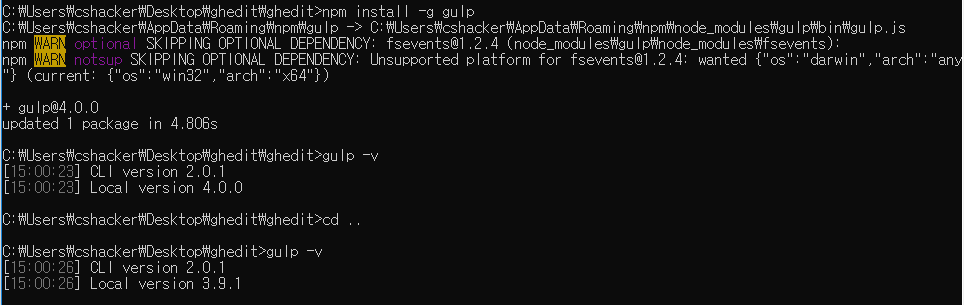 C:₩Users₩cshacker₩Desktop₩ghedit₩ghedit>npm install -g gulp
C:₩Users₩cshacker₩AppData₩Roaming₩npm₩gulp -> C:₩Users₩cshacker₩AppData₩Roaming₩npm₩node_modules₩gulp₩bin₩gulp.js
npm WARN optional SKIPPING OPTIONAL DEPENDENCY: fsevents@1.2.4 (node_modules₩gulp₩node_modules₩fsevents):
npm WARN notsup SKIPPING OPTIONAL DEPENDENCY: Unsupported platform for fsevents@1.2.4: wanted {"os":"darwin","arch":"any
"} (current: {"os":"win32","arch":"x64"})
+ gulp@4.0.0
updated 1 package in 4.806s
C:₩Users₩cshacker₩Desktop₩ghedit₩ghedit>gulp -v
[15:00:23] CLI version 2.0.1
[15:00:23] Local version 4.0.0
C:₩Users₩cshacker₩Desktop₩ghedit₩ghedit>cd ..
C:₩Users₩cshacker₩Desktop₩ghedit>gulp -v
[15:00:26] CLI version 2.0.1
[15:00:26] Local version 3.9.1